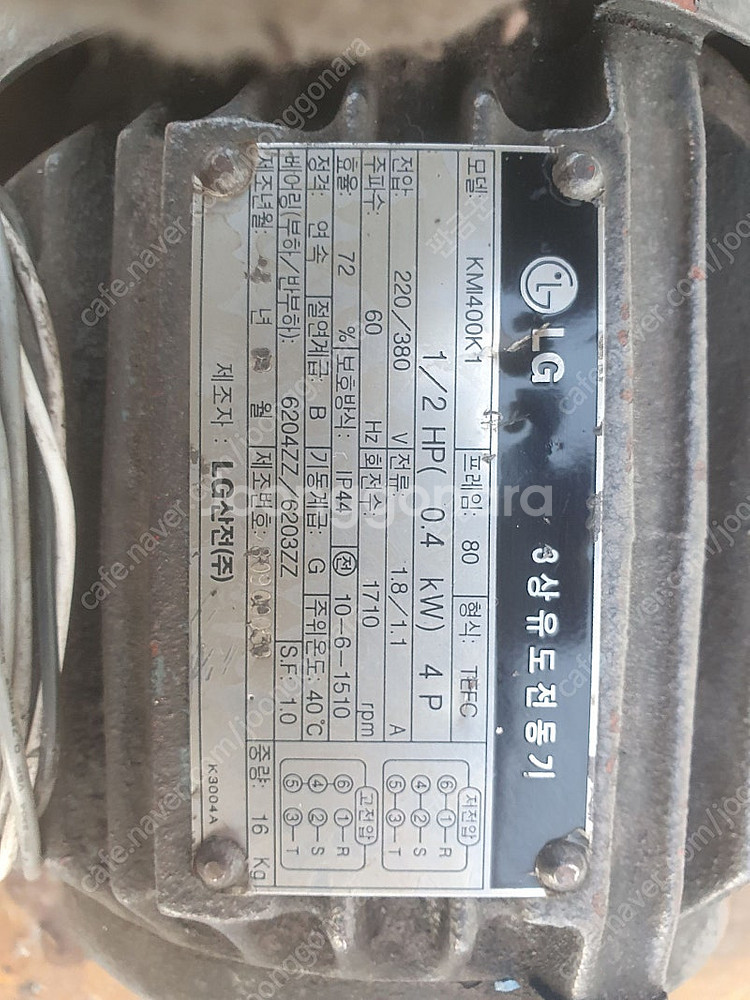 LG 3상유도전동기
모델: KMI400K1 프레임: 80 형식: TEFC
1/2 HP( 0.4 kW) 4 P
전압 220/380 V 전류: 1.8/1.1 A
주파수: 60 Hz 회전수: 1710 rpm
효율: 72 % 보호방식: IP44 전 10-6-1510
정격: 연속 절연계급: B 기동계급: G 주위온도: 40℃
베어링(부하/반부하): 6204ZZ/6203ZZ S.F: 1.0
제조년월: 년 월 제조번호: 중량: 16 Kg
제조자: LG산전(주) K3004A
저전압
6 1 R
4 2 S
5 3 T
고전압
6 1 R
4 2 S
5 3 T
joonggonara
cafe.naver.com/joonggonara